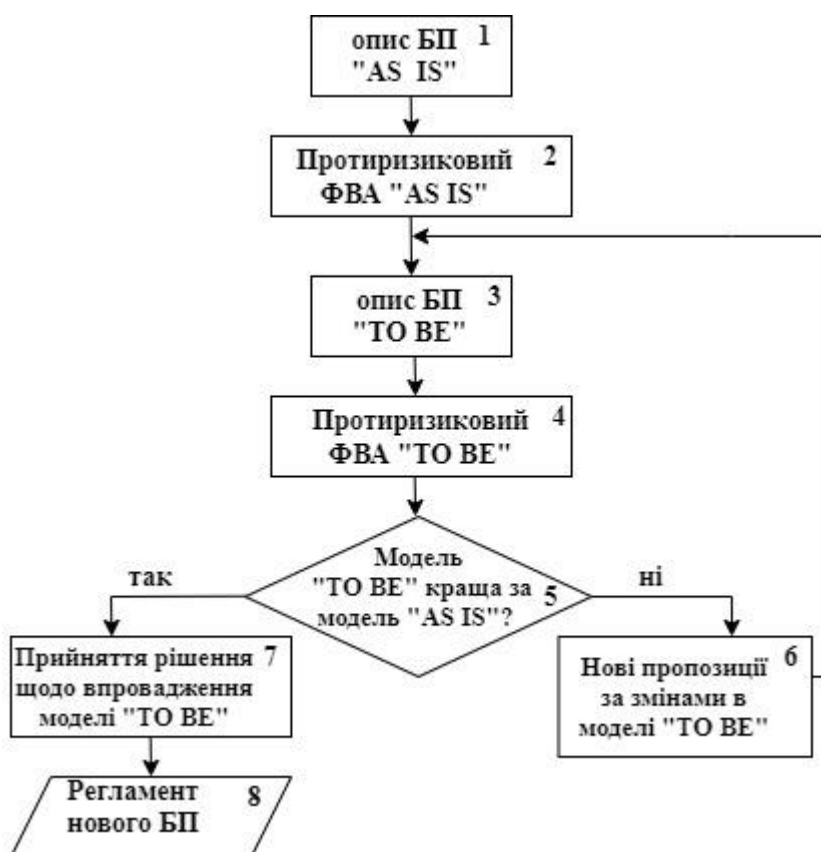 опис БП 1
"AS IS"
Протиризиковий 2
ФВА "AS IS"
опис БП 3
"TO BE"
Протиризиковий 4
ФВА "TO BE"
Модель
"TO BE" краща за 5
модель "AS IS"?
так
ні
Прийняття рішення 7
щодо впровадження
моделі "TO BE"
Нові пропозиції 6
за змінами в
моделі "TO BE"
Регламент 8
нового БП